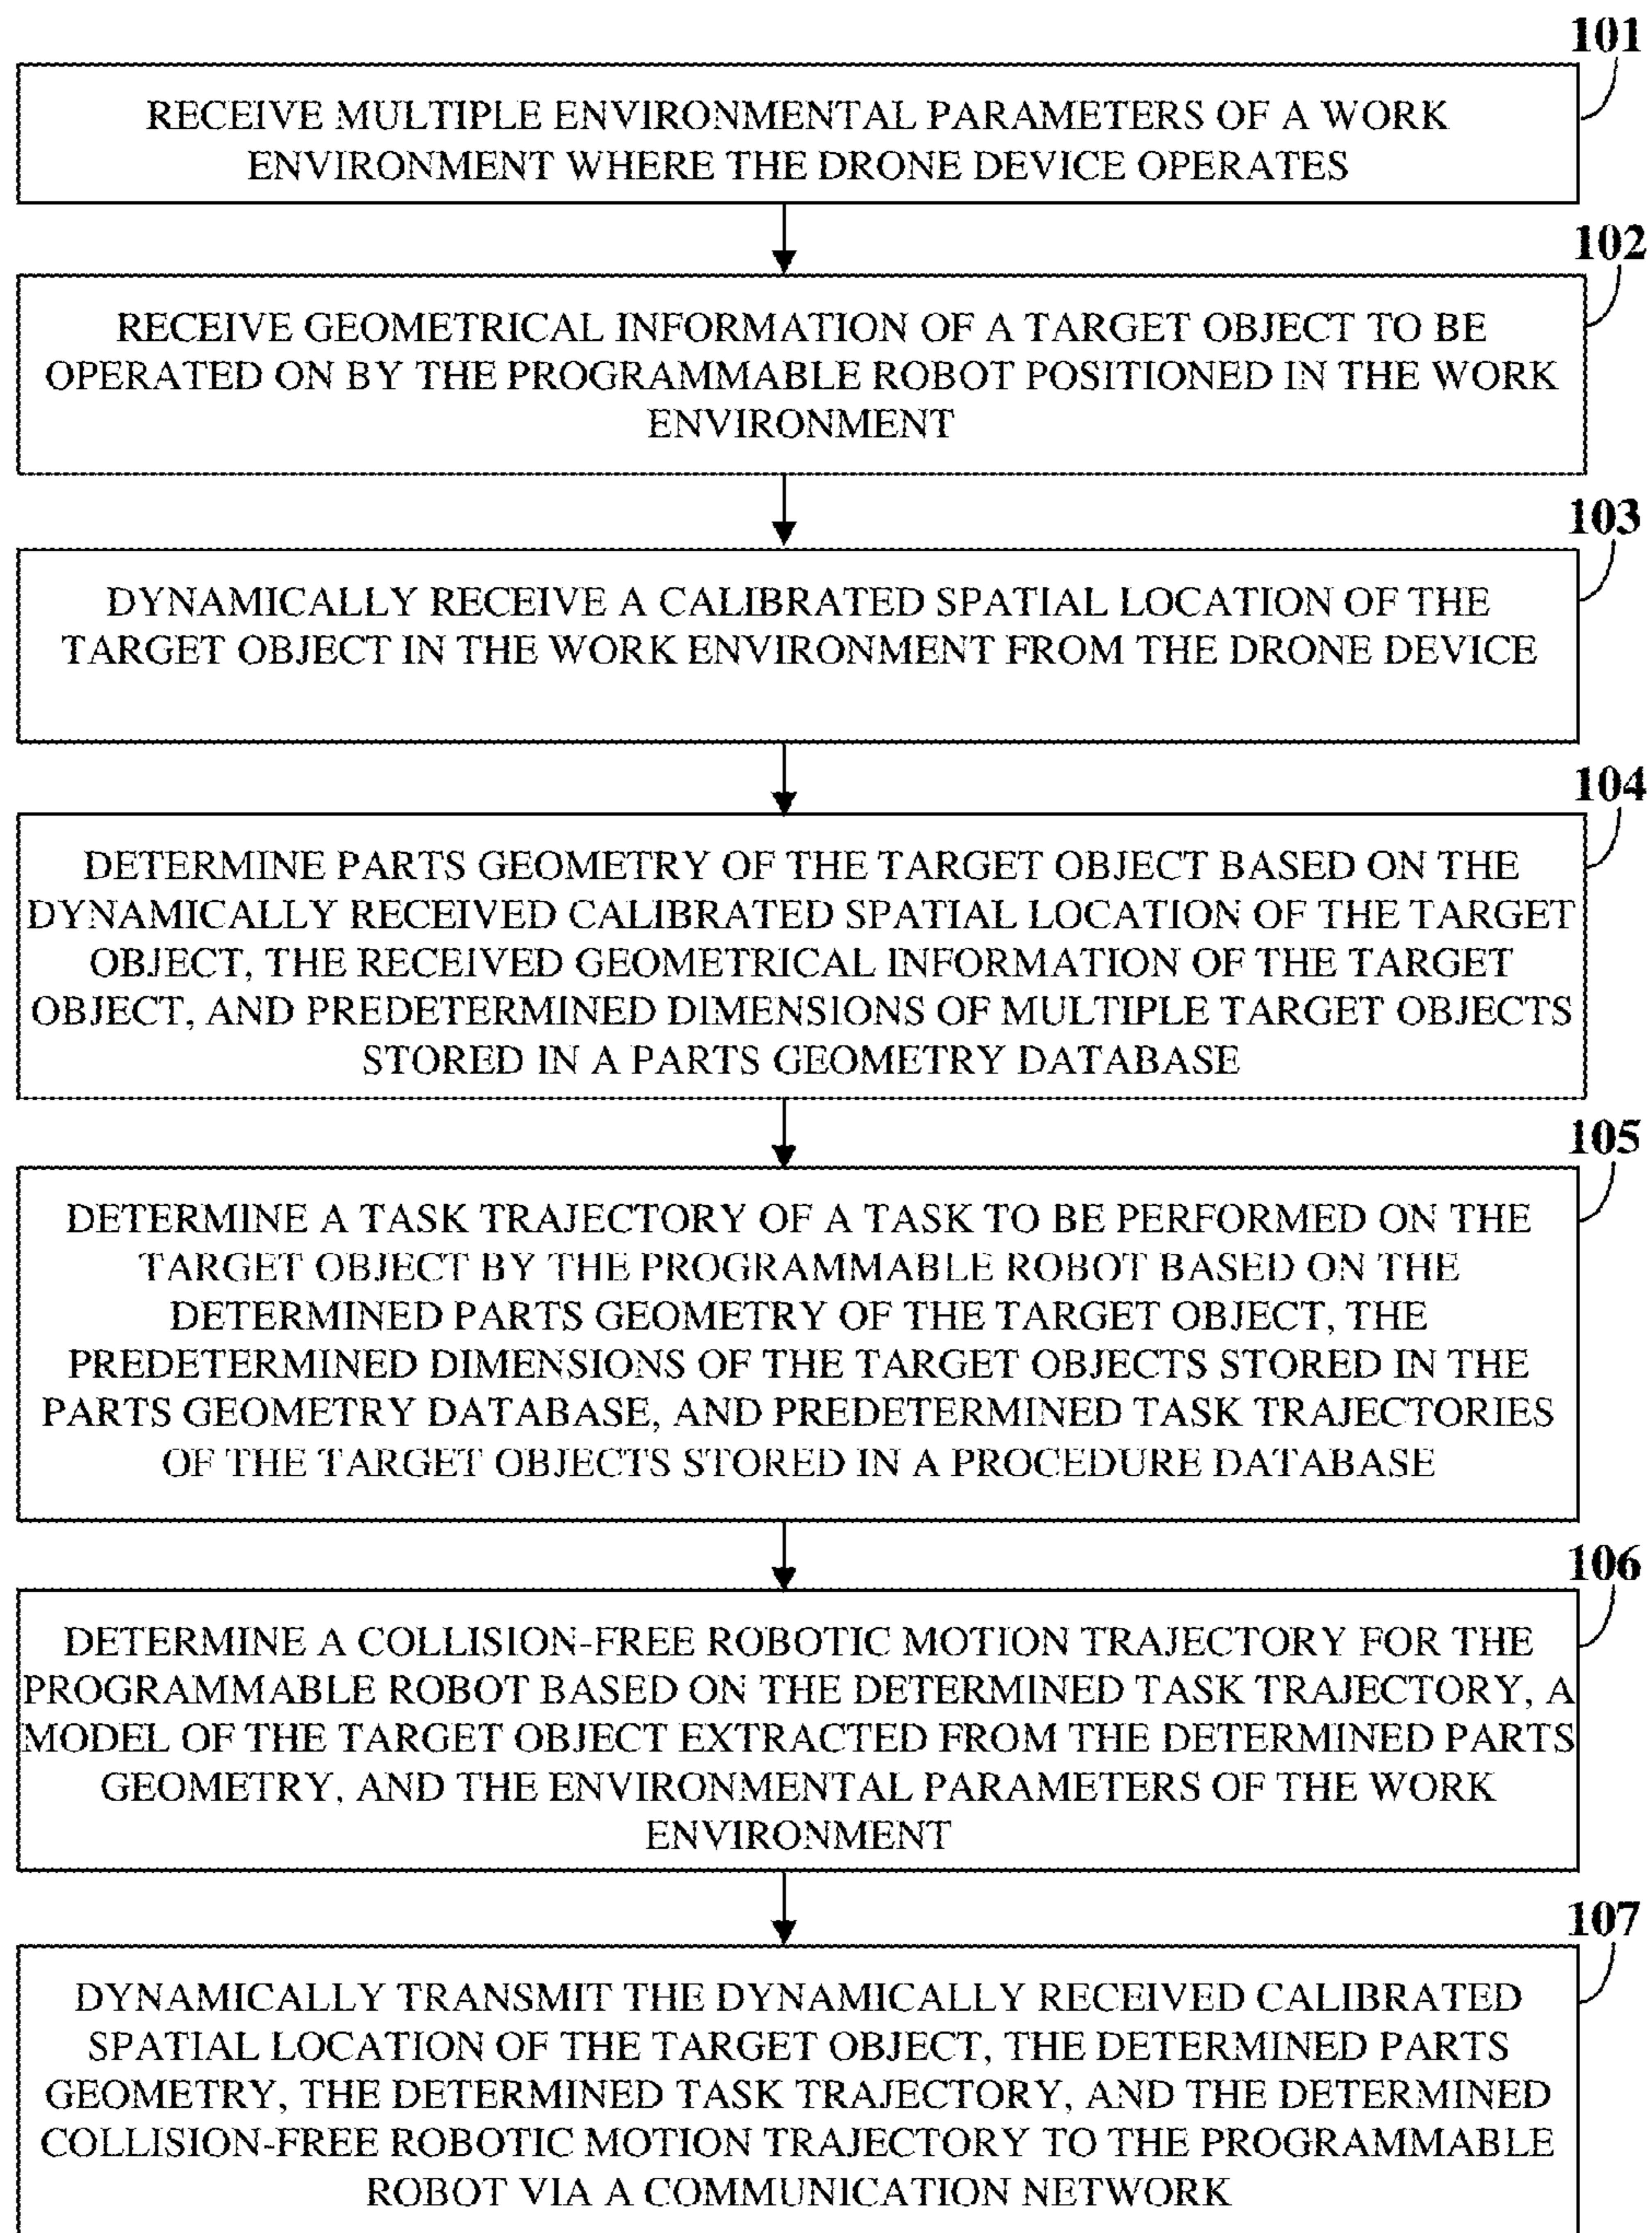 101
RECEIVE MULTIPLE ENVIRONMENTAL PARAMETERS OF A WORK
ENVIRONMENT WHERE THE DRONE DEVICE OPERATES
102
RECEIVE GEOMETRICAL INFORMATION OF A TARGET OBJECT TO BE
OPERATED ON BY THE PROGRAMMABLE ROBOT POSITIONED IN THE WORK
ENVIRONMENT
103
DYNAMICALLY RECEIVE A CALIBRATED SPATIAL LOCATION OF THE
TARGET OBJECT IN THE WORK ENVIRONMENT FROM THE DRONE DEVICE
104
DETERMINE PARTS GEOMETRY OF THE TARGET OBJECT BASED ON THE
DYNAMICALLY RECEIVED CALIBRATED SPATIAL LOCATION OF THE TARGET
OBJECT, THE RECEIVED GEOMETRICAL INFORMATION OF THE TARGET
OBJECT, AND PREDETERMINED DIMENSIONS OF MULTIPLE TARGET OBJECTS
STORED IN A PARTS GEOMETRY DATABASE
105
DETERMINE A TASK TRAJECTORY OF A TASK TO BE PERFORMED ON THE
TARGET OBJECT BY THE PROGRAMMABLE ROBOT BASED ON THE
DETERMINED PARTS GEOMETRY OF THE TARGET OBJECT, THE
PREDETERMINED DIMENSIONS OF THE TARGET OBJECTS STORED IN THE
PARTS GEOMETRY DATABASE, AND PREDETERMINED TASK TRAJECTORIES
OF THE TARGET OBJECTS STORED IN A PROCEDURE DATABASE
106
DETERMINE A COLLISION-FREE ROBOTIC MOTION TRAJECTORY FOR THE
PROGRAMMABLE ROBOT BASED ON THE DETERMINED TASK TRAJECTORY, A
MODEL OF THE TARGET OBJECT EXTRACTED FROM THE DETERMINED PARTS
GEOMETRY, AND THE ENVIRONMENTAL PARAMETERS OF THE WORK
ENVIRONMENT
107
DYNAMICALLY TRANSMIT THE DYNAMICALLY RECEIVED CALIBRATED
SPATIAL LOCATION OF THE TARGET OBJECT, THE DETERMINED PARTS
GEOMETRY, THE DETERMINED TASK TRAJECTORY, AND THE DETERMINED
COLLISION-FREE ROBOTIC MOTION TRAJECTORY TO THE PROGRAMMABLE
ROBOT VIA A COMMUNICATION NETWORK